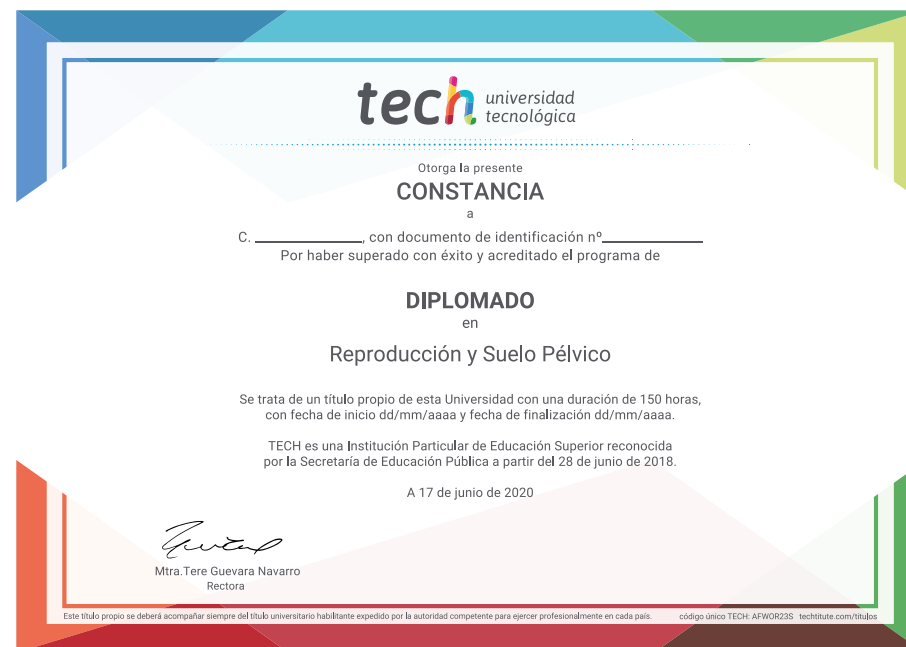 tech universidad
tecnológica
Otorga la presente
CONSTANCIA
a
C. ____________, con documento de identificación nº____________
Por haber superado con éxito y acreditado el programa de
DIPLOMADO
en
Reproducción y Suelo Pélvico
Se trata de un título propio de esta Universidad con una duración de 150 horas,
con fecha de inicio dd/mm/aaaa y fecha de finalización dd/mm/aaaa.
TECH es una Institución Particular de Educación Superior reconocida
por la Secretaría de Educación Pública a partir del 28 de junio de 2018.
A 17 de junio de 2020
Mtra.Tere Guevara Navarro
Rectora
Este título propio se deberá acompañar siempre del título universitario habilitante expedido por la autoridad competente para ejercer profesionalmente en cada país. código único TECH: AFWOR23S techtitute.com/titulos